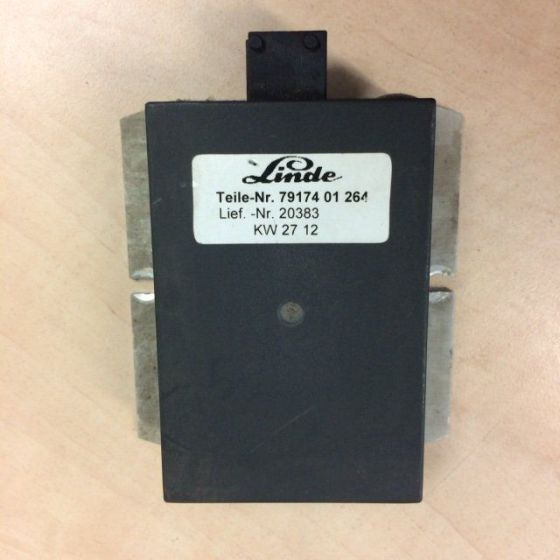 Linde
Teile-Nr. 79174 01 264
Lief. -Nr. 20383
KW 27 12